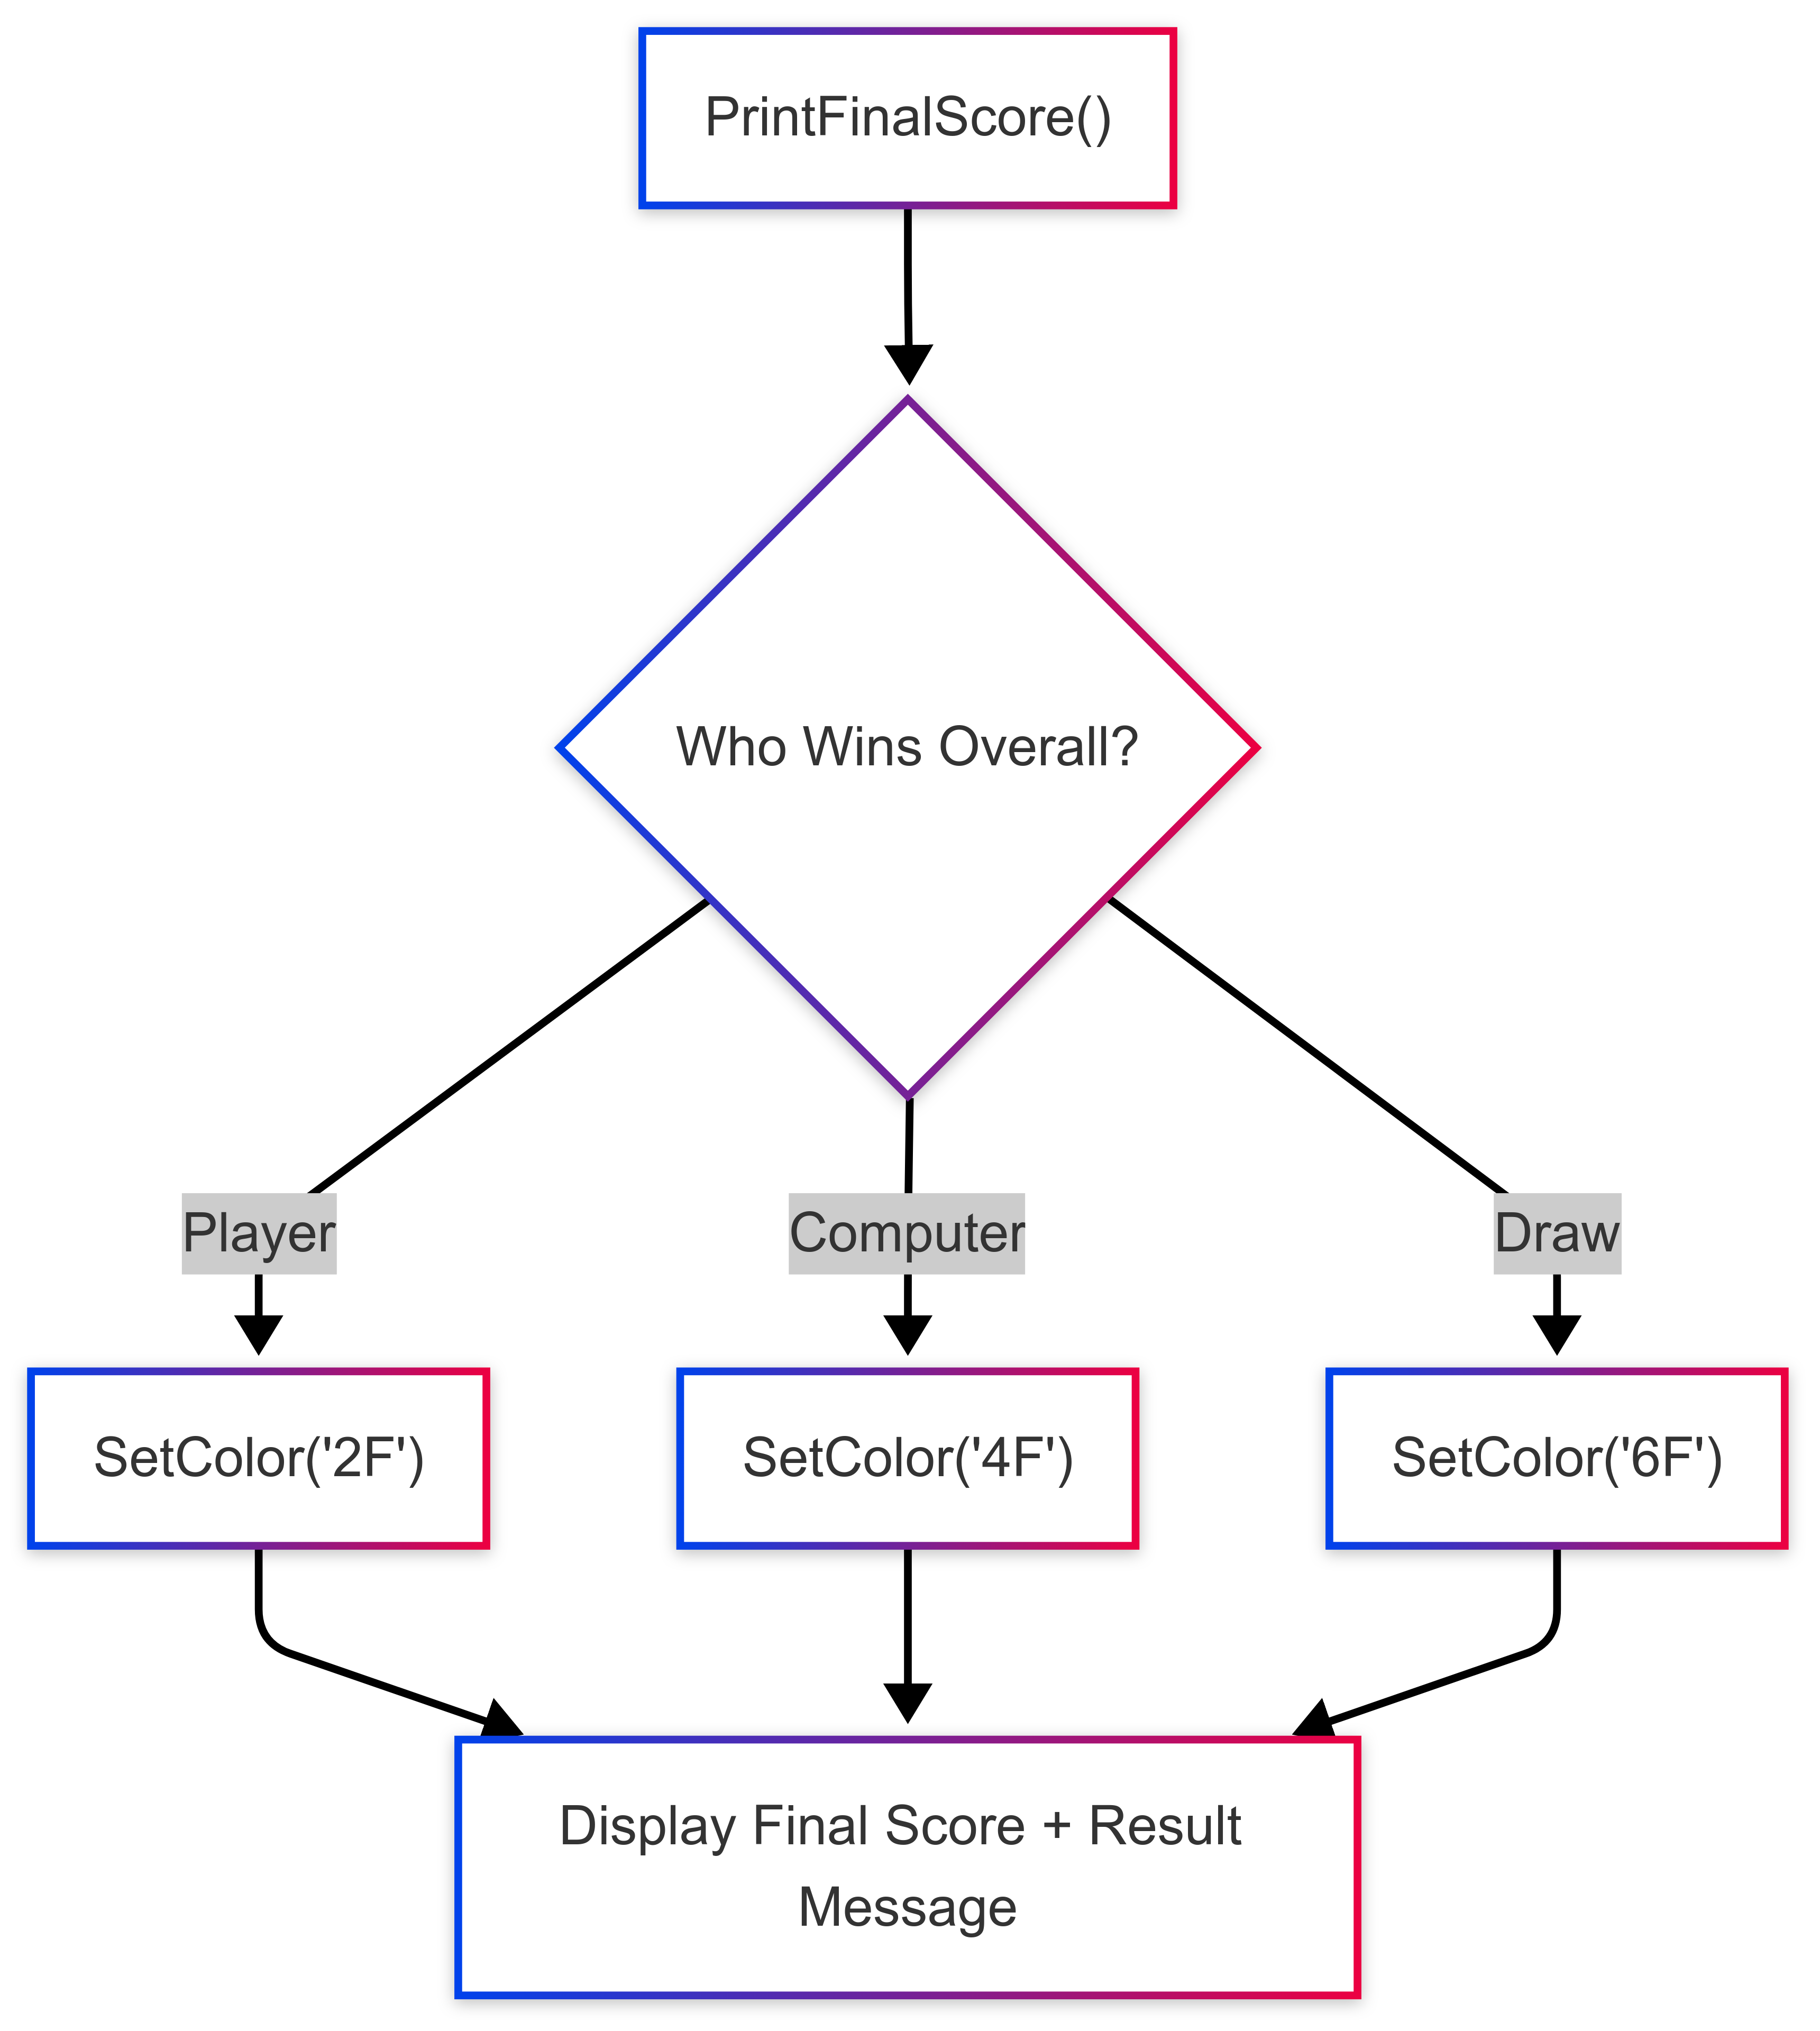 PrintFinalScore()
Who Wins Overall?
Player
Computer
Draw
SetColor('2F')
SetColor('4F')
SetColor('6F')
Display Final Score + Result
Message